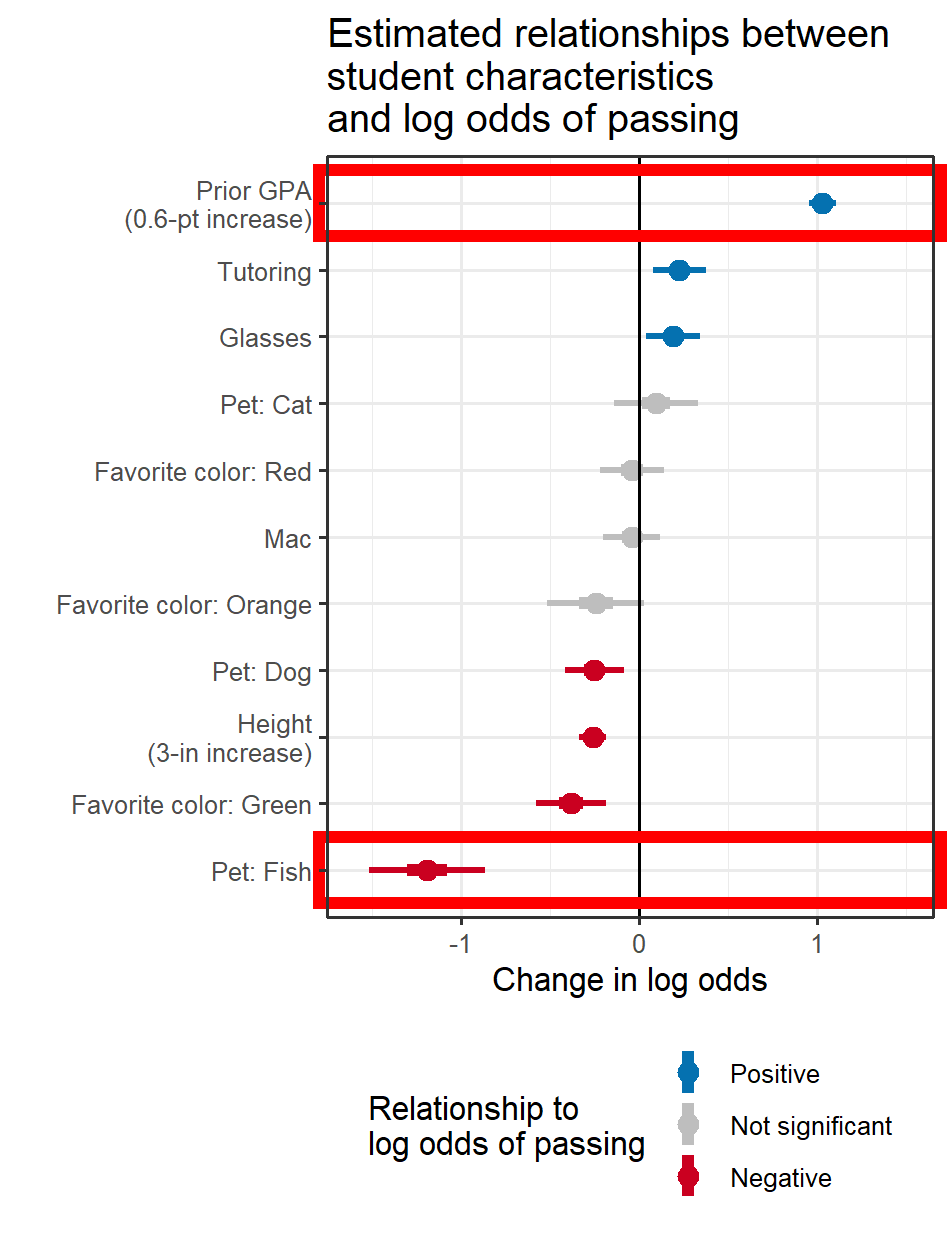 Estimated relationships between
student characteristics
and log odds of passing
Prior GPA
(0.6-pt increase)
Tutoring
Glasses
Pet: Cat
Favorite color: Red
Mac
Favorite color: Orange
Pet: Dog
Height
(3-in increase)
Favorite color: Green
Pet: Fish
-1 0 1
Change in log odds
Relationship to
log odds of passing
Positive
Not significant
Negative